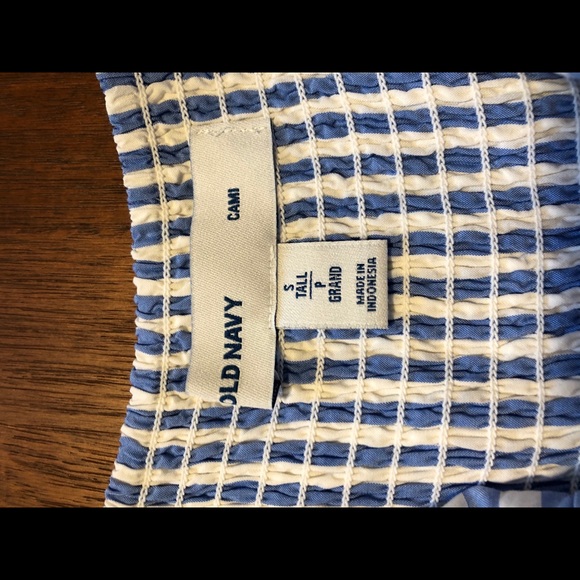 OLD NAVY
CAMI
S
TALL
P
GRAND
MADE IN
INDONESIA